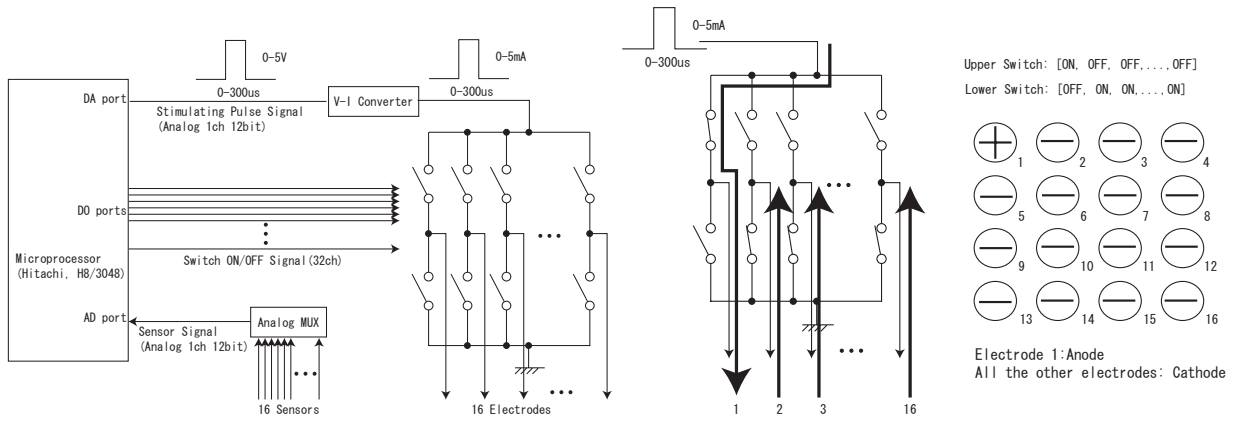 0-5V
0-300us
DA port
Stimulating Pulse Signal
(Analog 1ch 12bit)
V-I Converter
0-5mA
0-300us
DO ports
Switch ON/OFF Signal(32ch)
Microprocessor
(Hitachi, H8/3048)
AD port
Sensor Signal
(Analog 1ch 12bit)
Analog MUX
16 Sensors
16 Electrodes
0-5mA
0-300us
1
2
3
16
Upper Switch: [ON, OFF, OFF,...,OFF]
Lower Switch: [OFF, ON, ON,...,ON]
1
2
3
4
5
6
7
8
9
10
11
12
13
14
15
16
Electrode 1:Anode
All the other electrodes: Cathode